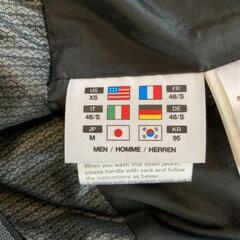 US XS FR 46/S
IT 46/S DE 46/S
JP M KR 95
MEN / HOMME / HERREN
When you wash this down jacket,
please handle with care and follow
the instructions as below.